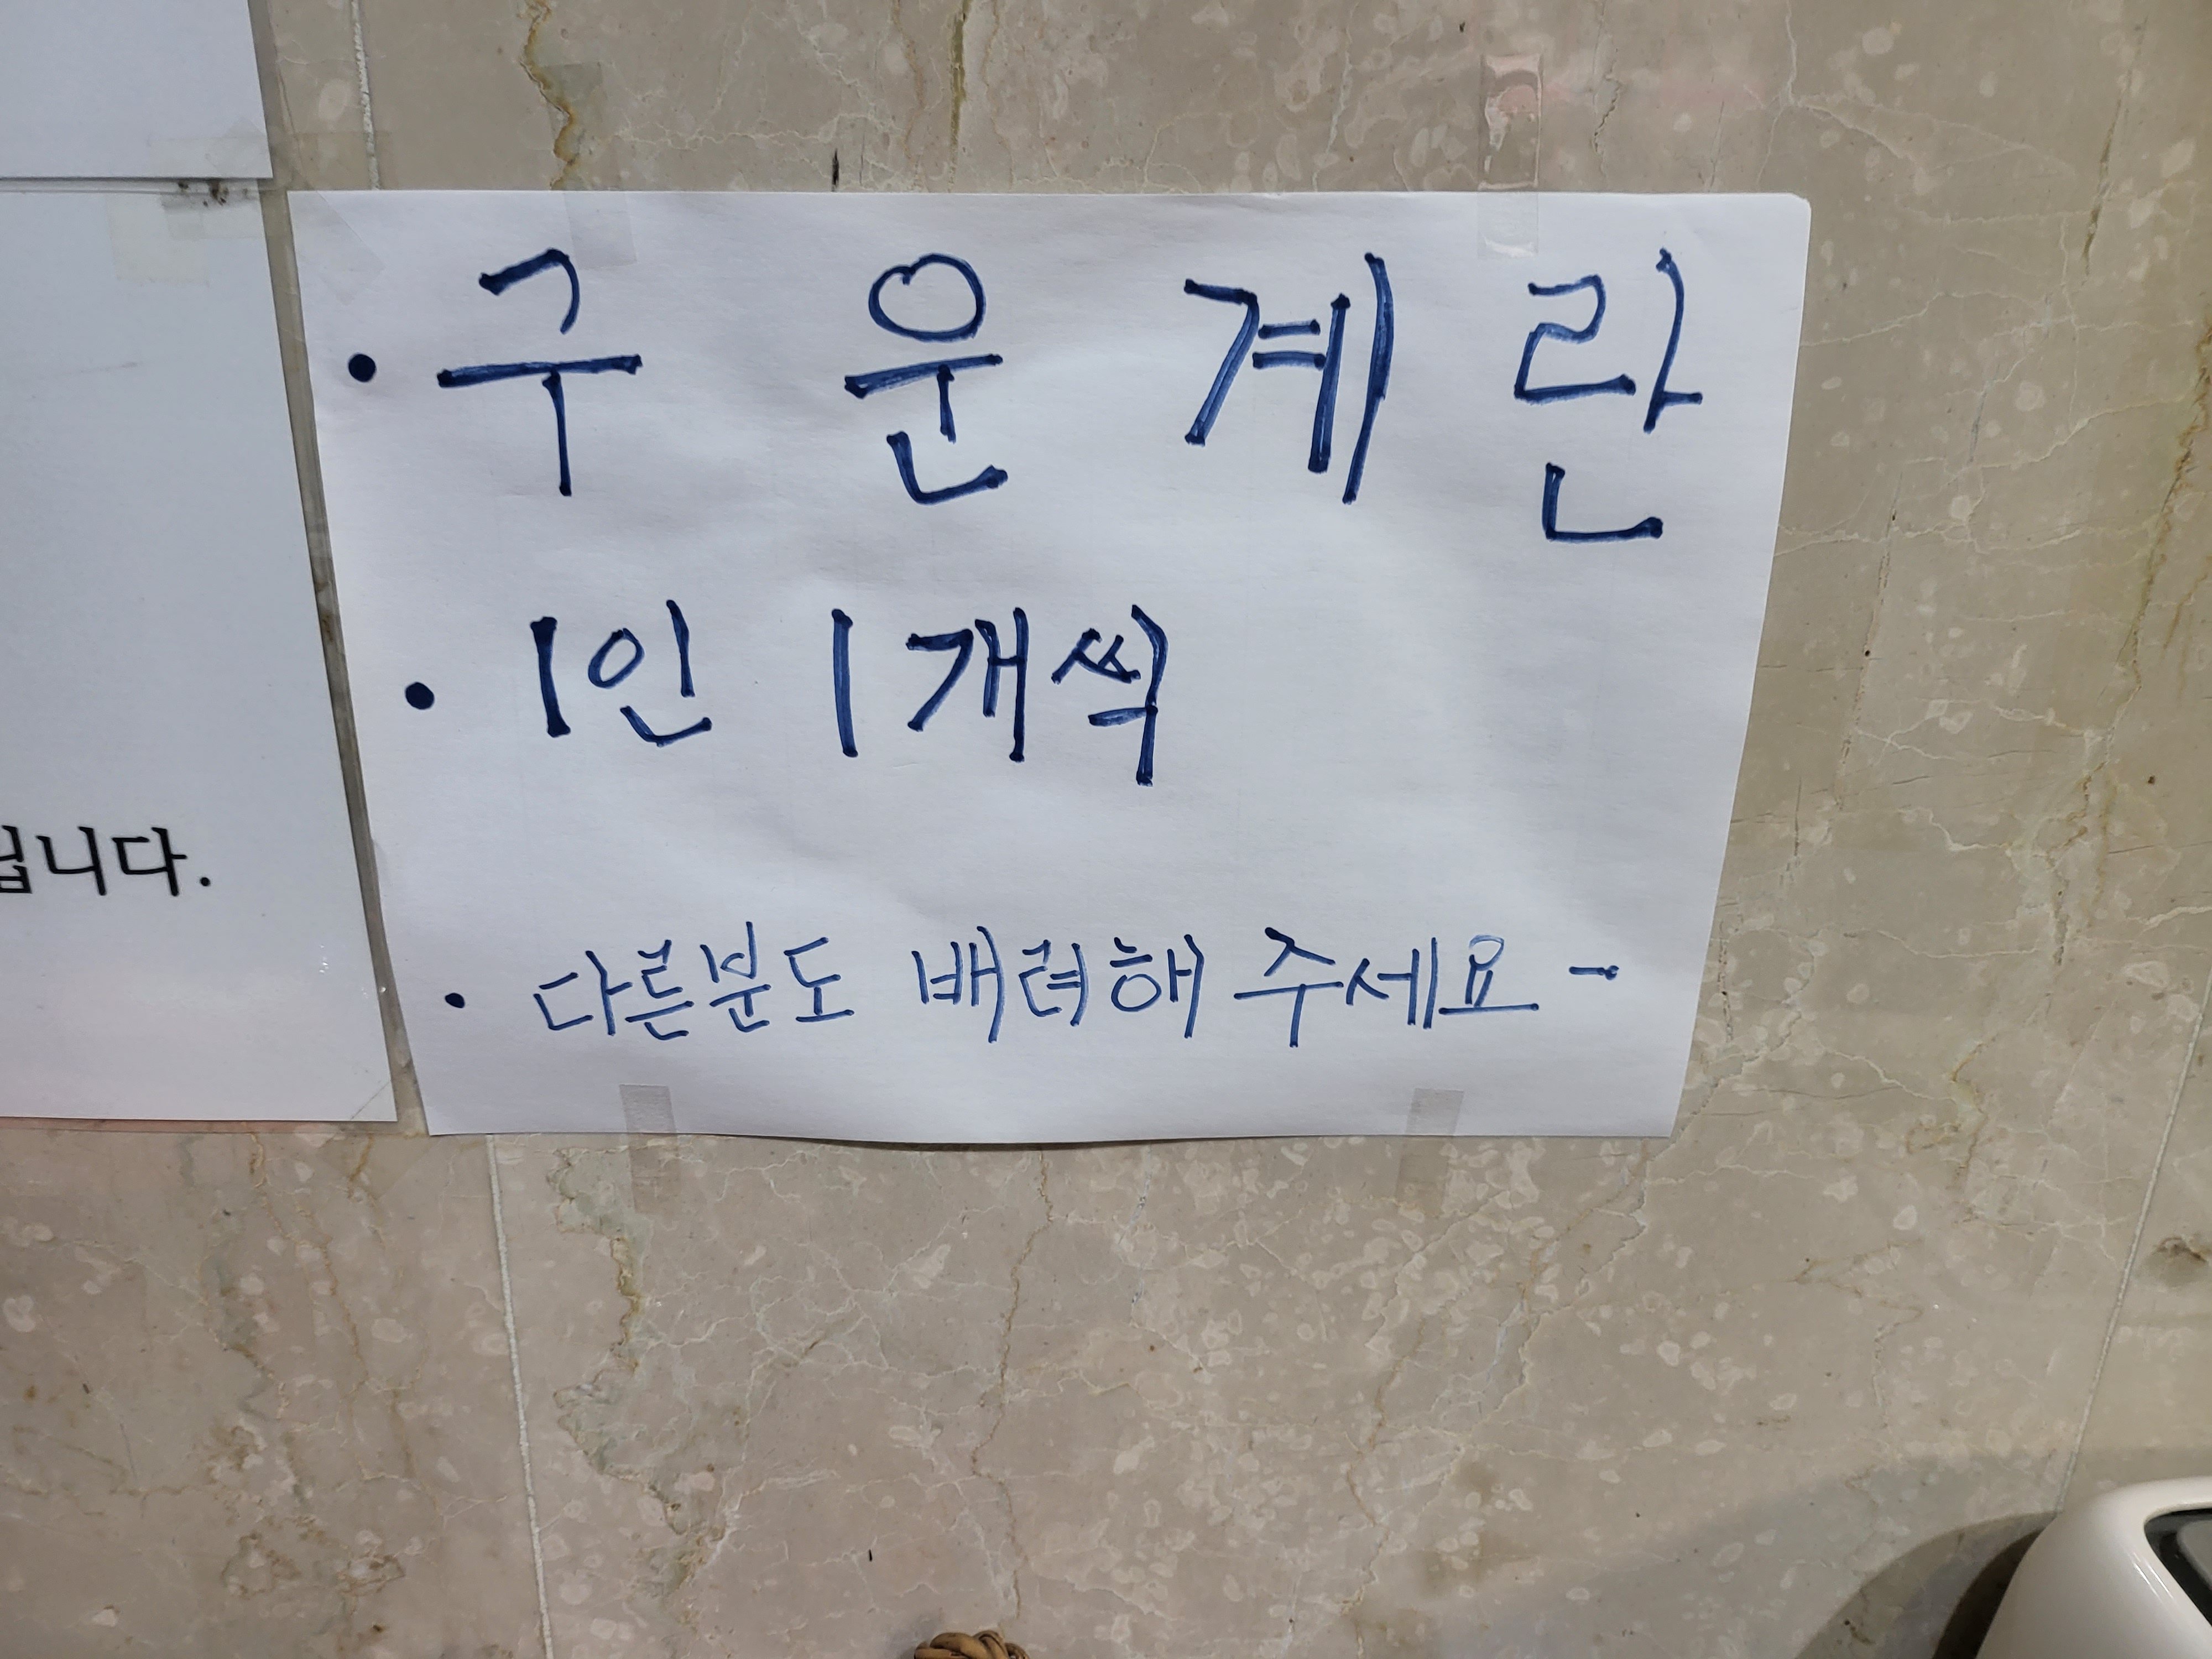 • 구운계란
• 1인 1개씩
• 다른분도 배려해 주세요~
니다.